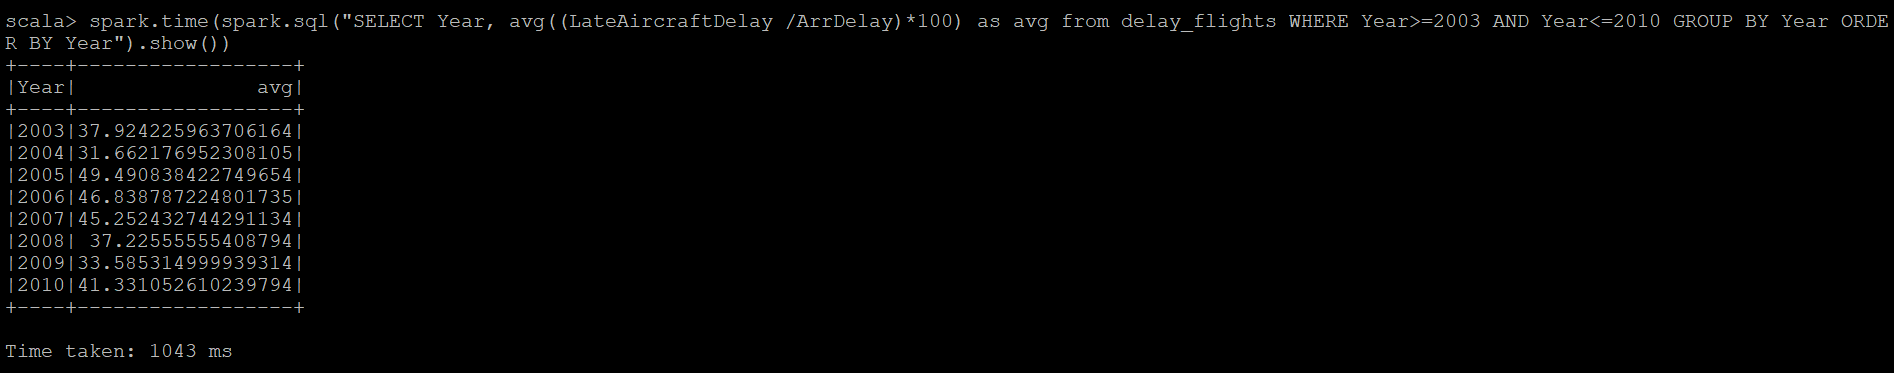 scala> spark.time(spark.sql("SELECT Year, avg((LateAircraftDelay /ArrDelay)*100) as avg from delay_flights WHERE Year>=2003 AND Year<=2010 GROUP BY Year ORDE
R BY Year").show())
+----+------------------+
|Year|               avg|
+----+------------------+
|2003|37.924225963706164|
|2004|31.662176952308105|
|2005|49.490838422749654|
|2006|46.838787224801735|
|2007|45.252432744291134|
|2008| 37.22555555408794|
|2009|33.585314999939314|
|2010|41.331052610239794|
+----+------------------+
Time taken: 1043 ms